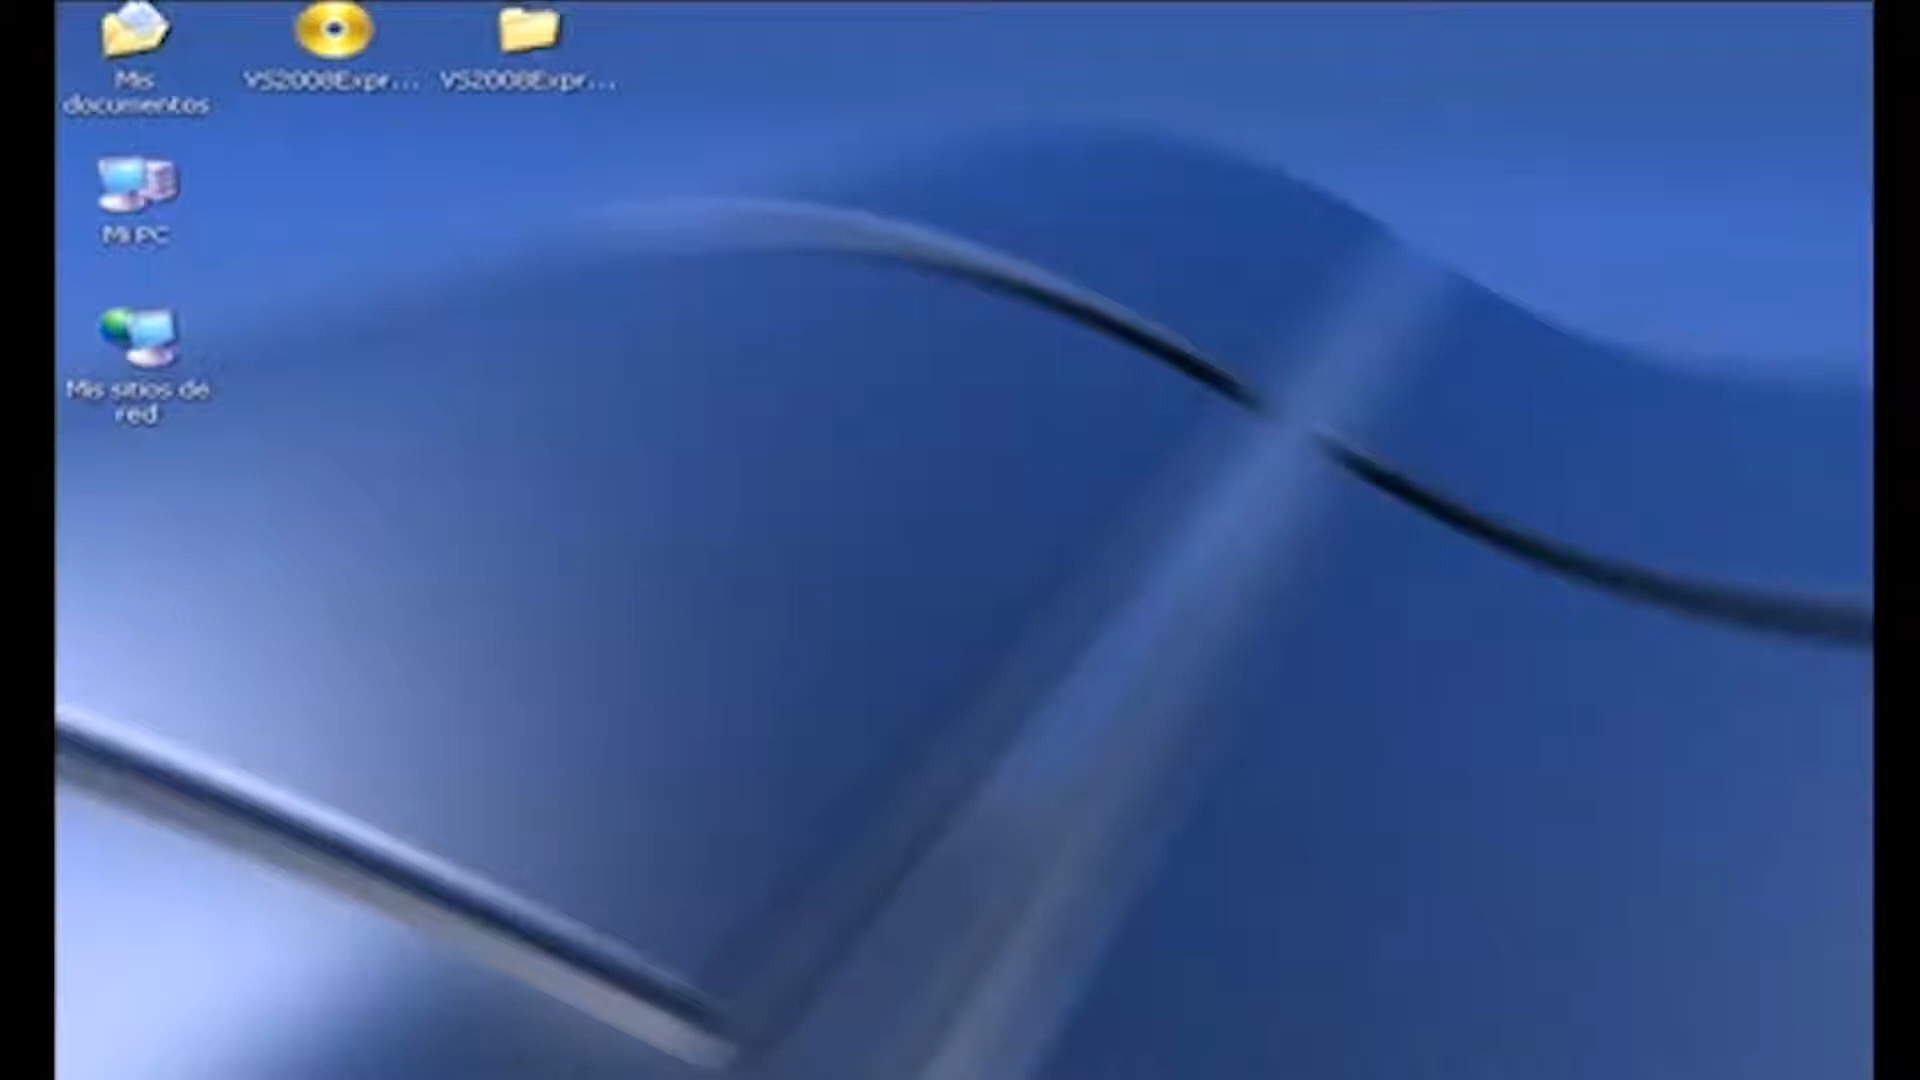 Mis
documentos
VS2008Expr...
VS2008Expr...
Mi PC
Mis sitios de
red